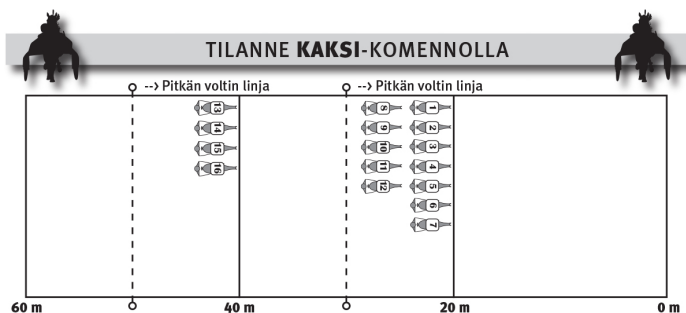 TILANNE KAKSI-KOMENNOLLA
--> Pitkän voltin linja --> Pitkän voltin linja
13 8 1
14 9 2
15 10 3
16 11 4
12 5
6
7
60 m 40 m 20 m 0 m